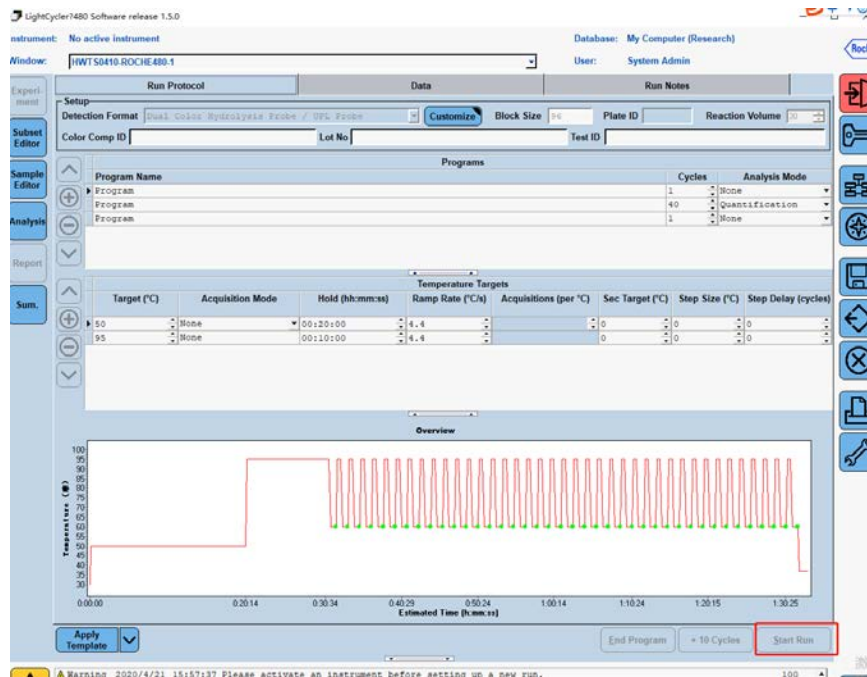 LightCycler?480 Software release 1.5.0
Instrument: No active instrument Database: My Computer (Research)
Window: HWTS0410-ROCHE480-1 User: System Admin
Roc
Experi-
ment
Subset
Editor
Sample
Editor
Analysis
Report
Sum.
Run Protocol Data Run Notes
Setup
Detection Format Dual Color Hydrolysis Probe / UPL Probe Customize Block Size 96 Plate ID Reaction Volume 20
Color Comp ID Lot No Test ID
Programs
Program Name Cycles Analysis Mode
Program 1 None
Program 40 Quantification
Program 1 None
Temperature Targets
Target (°C) Acquisition Mode Hold (hh:mm:ss) Ramp Rate (°C/s) Acquisitions (per °C) Sec Target (°C) Step Size (°C) Step Delay (cycles)
50 None 00:20:00 4.4 0 0 0
95 None 00:10:00 4.4 0 0 0
Overview
100
95
90
85
80
75
70
65
60
55
50
45
40
35
30
Temperature
0:00:00 0:20:14 0:30:34 0:40:29 0:50:24 1:00:14 1:10:24 1:20:15 1:30:25
Estimated Time (h:mm:ss)
Apply
Template
End Program + 10 Cycles Start Run
Warning 2020/4/21 15:57:37 Please activate an instrument before setting up a new run. 100